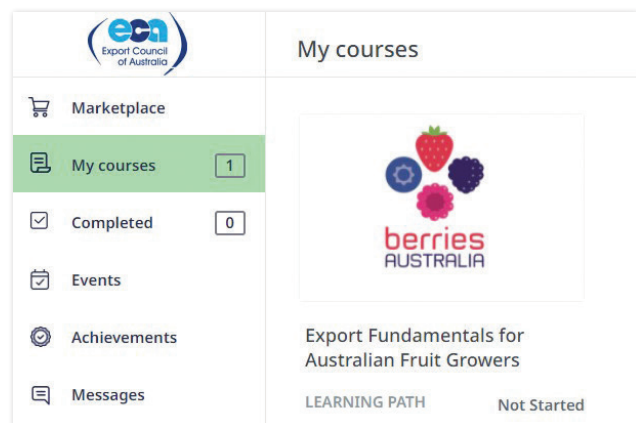 eca
Export Council
of Australia
My courses
Marketplace
My courses 1
Completed 0
Events
Achievements
Messages
berries
AUSTRALIA
Export Fundamentals for
Australian Fruit Growers
LEARNING PATH Not Started